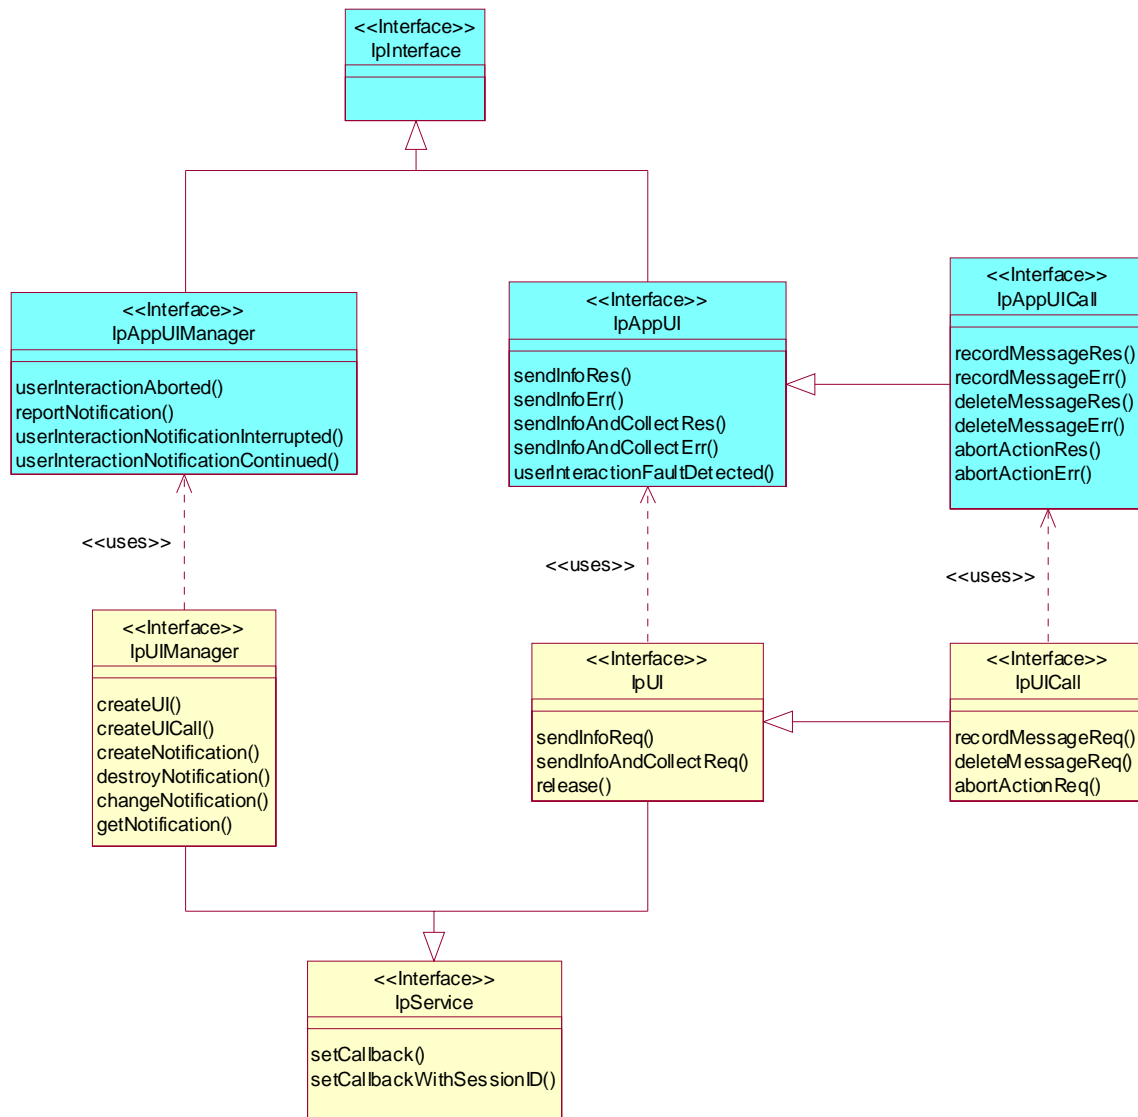 <<Interface>>
IpInterface
<<Interface>>
IpAppUIManager
userInteractionAborted()
reportNotification()
userInteractionNotificationInterrupted()
userInteractionNotificationContinued()
<<Interface>>
IpAppUI
sendInfoRes()
sendInfoErr()
sendInfoAndCollectRes()
sendInfoAndCollectErr()
userInteractionFaultDetected()
<<Interface>>
IpAppUICall
recordMessageRes()
recordMessageErr()
deleteMessageRes()
deleteMessageErr()
abortActionRes()
abortActionErr()
<<uses>>
<<uses>>
<<uses>>
<<Interface>>
IpUIManager
createUI()
createUICall()
createNotification()
destroyNotification()
changeNotification()
getNotification()
<<Interface>>
IpUI
sendInfoReq()
sendInfoAndCollectReq()
release()
<<Interface>>
IpUICall
recordMessageReq()
deleteMessageReq()
abortActionReq()
<<Interface>>
IpService
setCallback()
setCallbackWithSessionID()